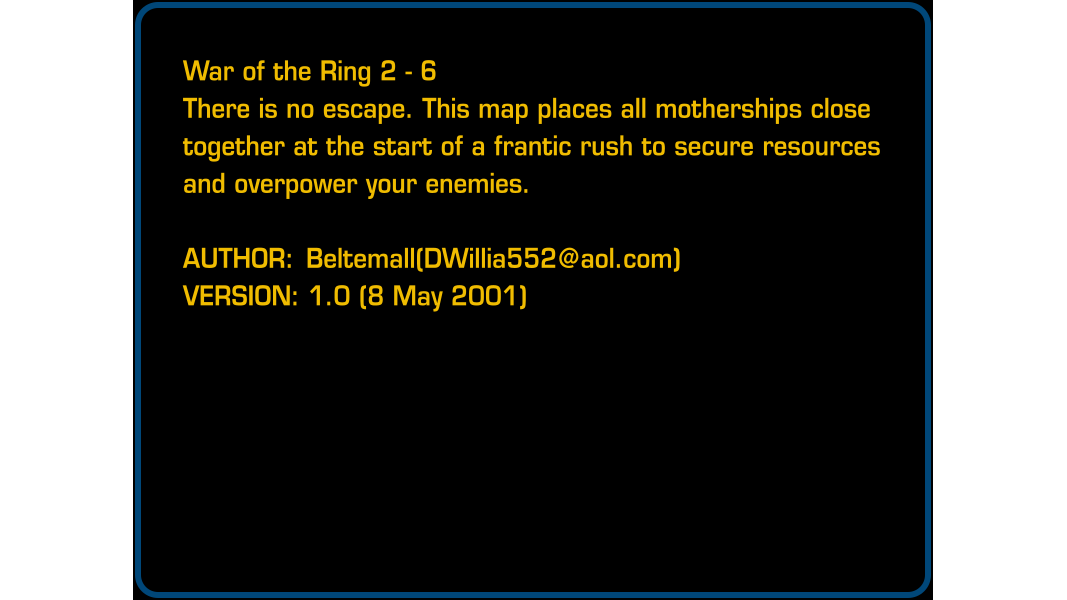 War of the Ring 2 - 6
There is no escape. This map places all motherships close
together at the start of a frantic rush to secure resources
and overpower your enemies.
AUTHOR: Beltemall(DWillia552@aol.com)
VERSION: 1.0 (8 May 2001)